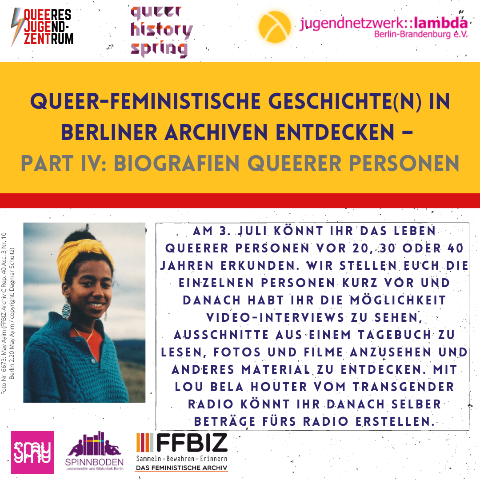 QUEERES
JUGEND-
ZENTRUM
queer
history
spring
jugendnetzwerk::lambda
Berlin-Brandenburg e.V.
QUEER-FEMINISTISCHE GESCHICHTE(N) IN
BERLINER ARCHIVEN ENTDECKEN –
PART IV: BIOGRAFIEN QUEERER PERSONEN
AM 3. JULI KÖNNT IHR DAS LEBEN
QUEERER PERSONEN VOR 20, 30 ODER 40
JAHREN ERKUNDEN. WIR STELLEN EUCH DIE
EINZELNEN PERSONEN KURZ VOR UND
DANACH HABT IHR DIE MÖGLICHKEIT
VIDEO-INTERVIEWS ZU SEHEN,
AUSSCHNITTE AUS EINEM TAGEBUCH ZU
LESEN, FOTOS UND FILME ANZUSEHEN UND
ANDERES MATERIAL ZU ENTDECKEN. MIT
LOU BELA HOUTER VOM TRANSGENDER
RADIO KÖNNT IHR DANACH SELBER
BETRÄGE FÜRS RADIO ERSTELLEN.
SPINNBODEN
FFBIZ
Sammeln · Bewahren · Erinnern
DAS FEMINISTISCHE ARCHIV